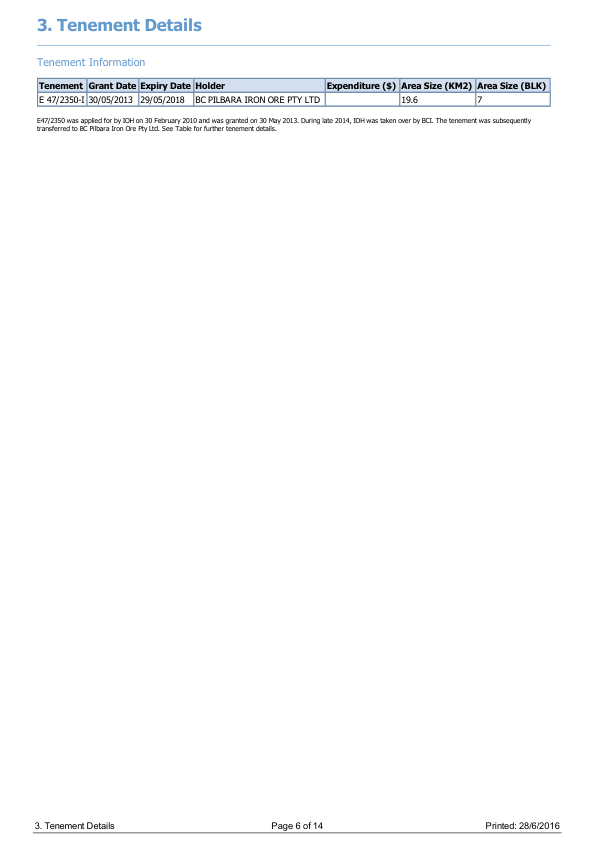 3. Tenement Details
Tenement Information
Tenement Grant Date Expiry Date Holder Expenditure ($) Area Size (KM2) Area Size (BLK)
E 47/2350-I 30/05/2013 29/05/2018 BC PILBARA IRON ORE PTY LTD 19.6 7
E47/2350 was applied for by IOH on 30 February 2010 and was granted on 30 May 2013. During late 2014, IOH was taken over by BCI. The tenement was subsequently
transferred to BC Pilbara Iron Ore Pty Ltd. See Table for further tenement details.
3. Tenement Details Page 6 of 14 Printed: 28/6/2016